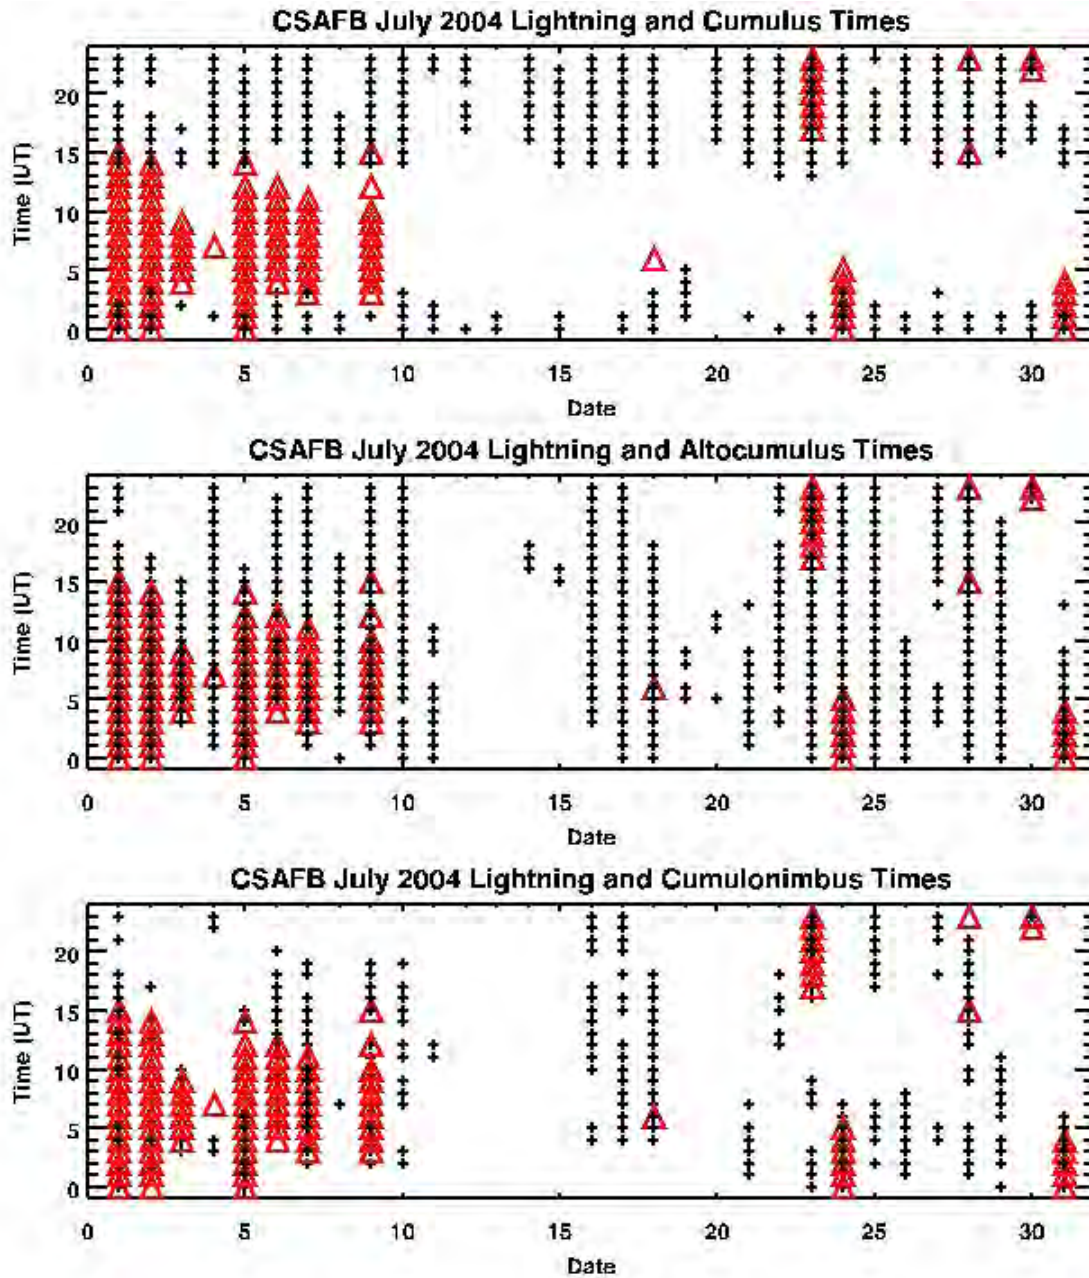 CSAFB July 2004 Lightning and Cumulus Times
20
15
10
5
0
Time (UT)
0 5 10 15 20 25 30
Date
CSAFB July 2004 Lightning and Altocumulus Times
20
15
10
5
0
Time (UT)
0 5 10 15 20 25 30
Date
CSAFB July 2004 Lightning and Cumulonimbus Times
20
15
10
5
0
Time (UT)
0 5 10 15 20 25 30
Date